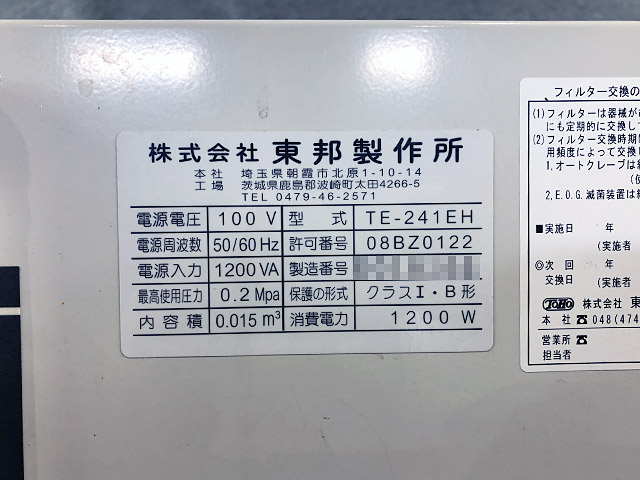 株式会社 東邦製作所
本社 埼玉県朝霞市北原1-10-14
工場 茨城県鹿島郡波崎町太田4266-5
TEL 0479-46-2571
電源電圧 100 V 型式 TE-241EH
電源周波数 50/60 Hz 許可番号 08BZ0122
電源入力 1200 VA 製造番号
最高使用圧力 0.2 Mpa 保護の形式 クラスⅠ・B形
内容積 0.015 m³ 消費電力 1200 W
フィルター交換の
(1) フィルターは器械が
にも定期的に交換し
(2) フィルター交換時期
用頻度によって交換
1. オートクレーブは
(使
2. E.O.G. 滅菌装置は
■実施日 年
(実施者
◎次回 年
交換日 (実施者
TOHO 株式会社 東
本社 ☎ 048(474
営業所 ☎
担当者